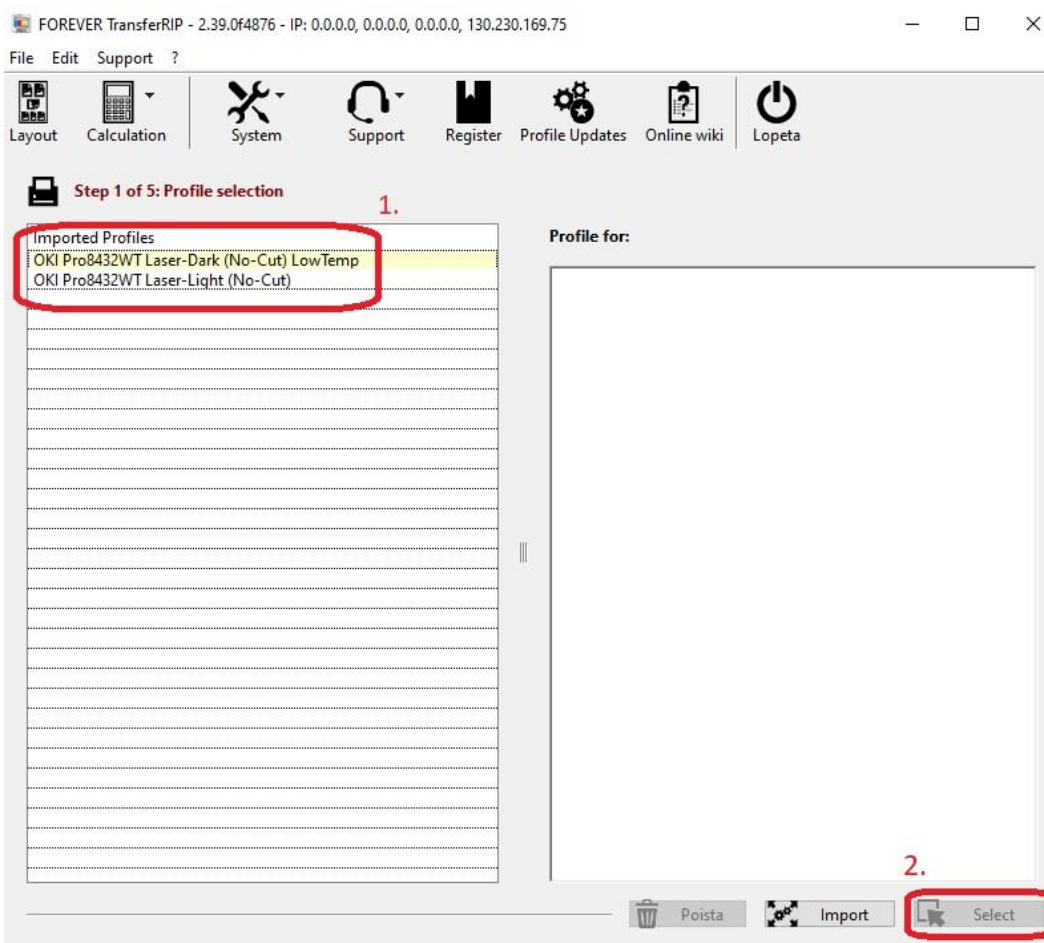 FOREVER TransferRIP - 2.39.0f4876 - IP: 0.0.0.0, 0.0.0.0, 0.0.0.0, 130.230.169.75
File Edit Support ?
Layout Calculation System Support Register Profile Updates Online wiki Lopeta
Step 1 of 5: Profile selection
1.
Imported Profiles
OKI Pro8432WT Laser-Dark (No-Cut) LowTemp
OKI Pro8432WT Laser-Light (No-Cut)
Profile for:
2.
Poista Import Select